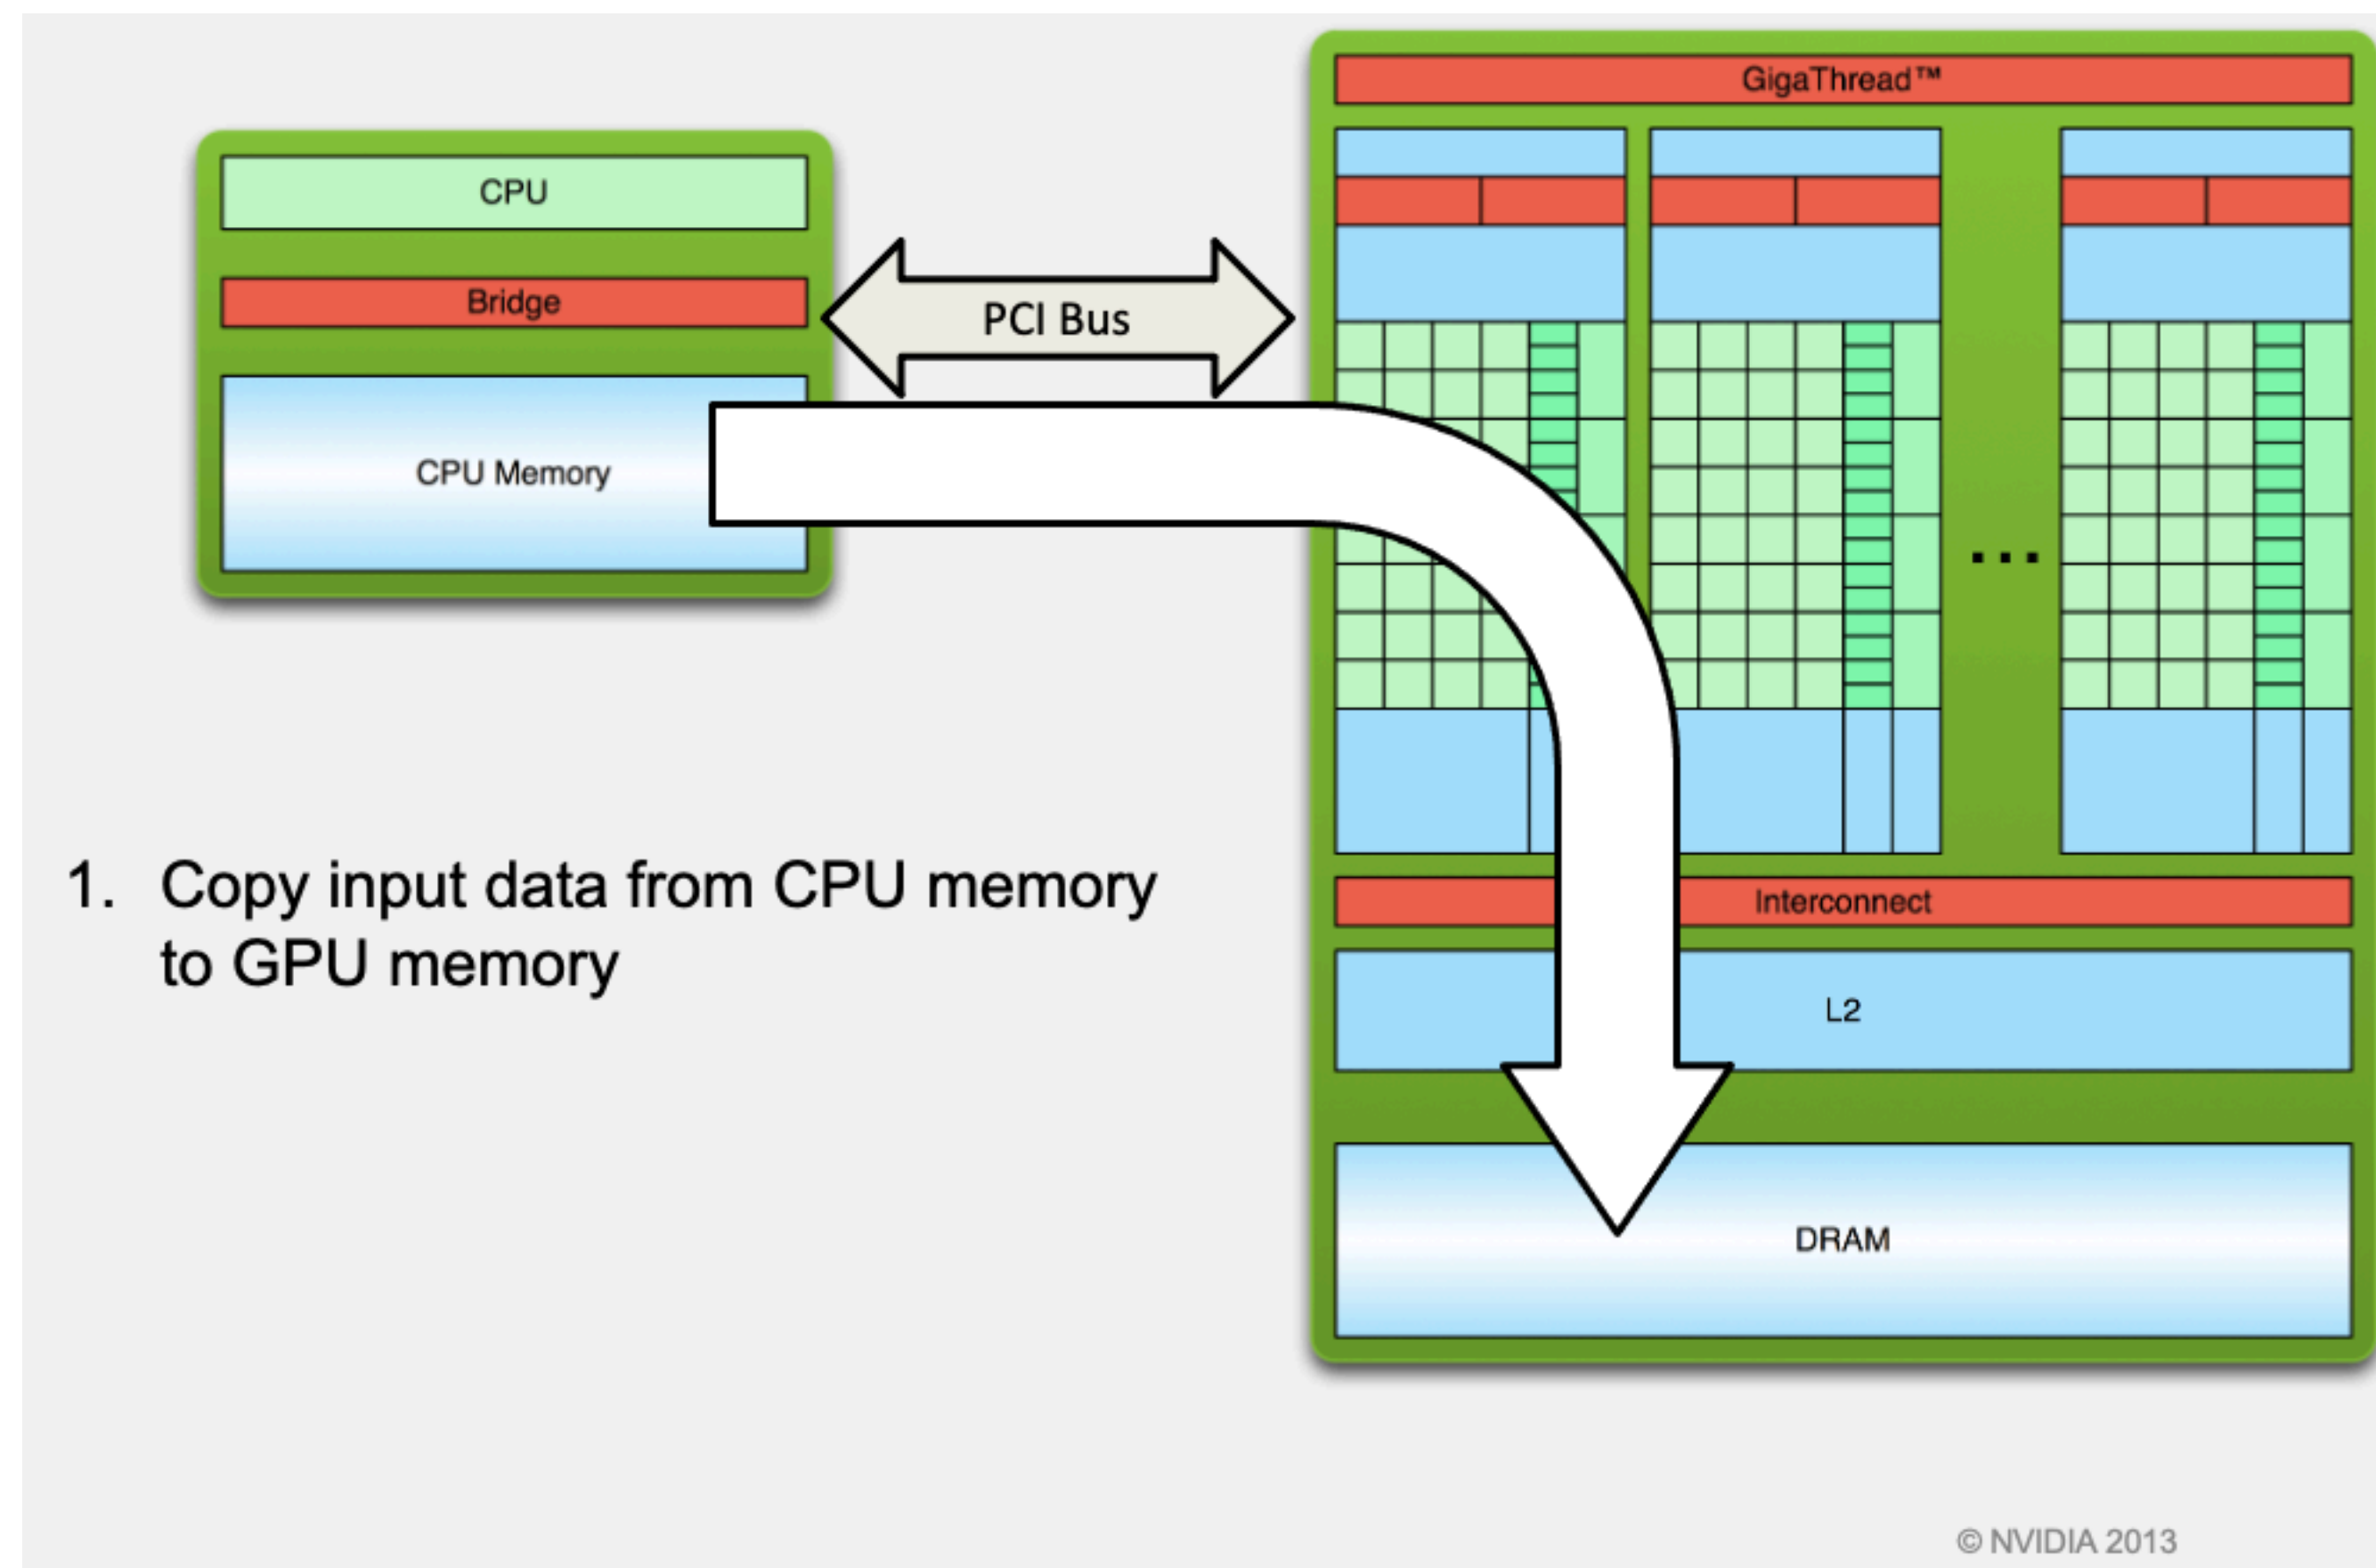 GigaThread™
CPU
Bridge
PCI Bus
CPU Memory
...
1. Copy input data from CPU memory
to GPU memory
Interconnect
L2
DRAM
© NVIDIA 2013